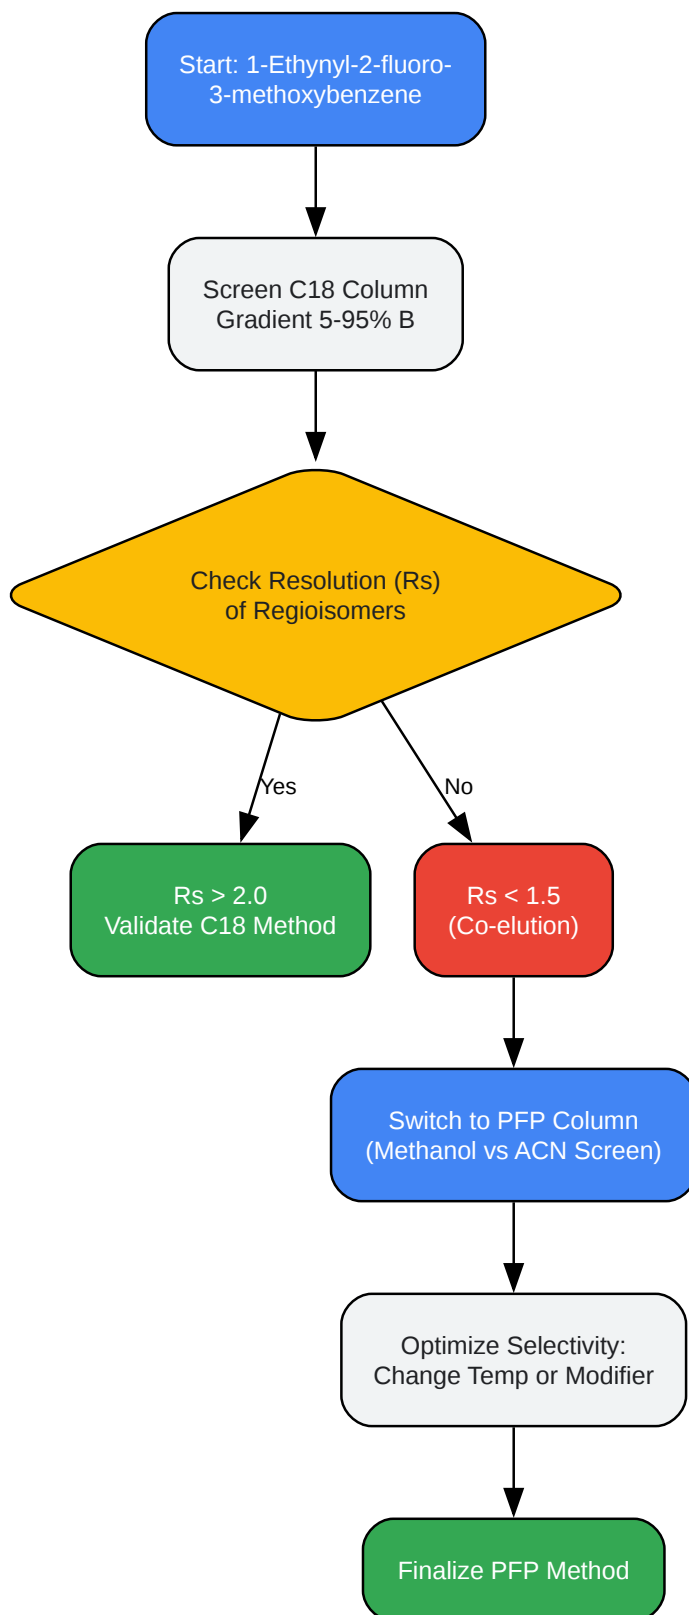 Start: 1-Ethynyl-2-fluoro-
3-methoxybenzene
Screen C18 Column
Gradient 5-95% B
Check Resolution (Rs)
of Regioisomers
Yes
No
Rs > 2.0
Validate C18 Method
Rs < 1.5
(Co-elution)
Switch to PFP Column
(Methanol vs ACN Screen)
Optimize Selectivity:
Change Temp or Modifier
Finalize PFP Method